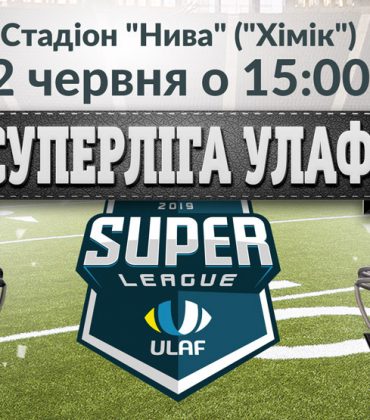 Стадіон "Нива" ("Хімік")
2 червня о 15:00
СУПЕРЛІГА УЛАФ
2019
SUPER
LEAGUE
ULAF